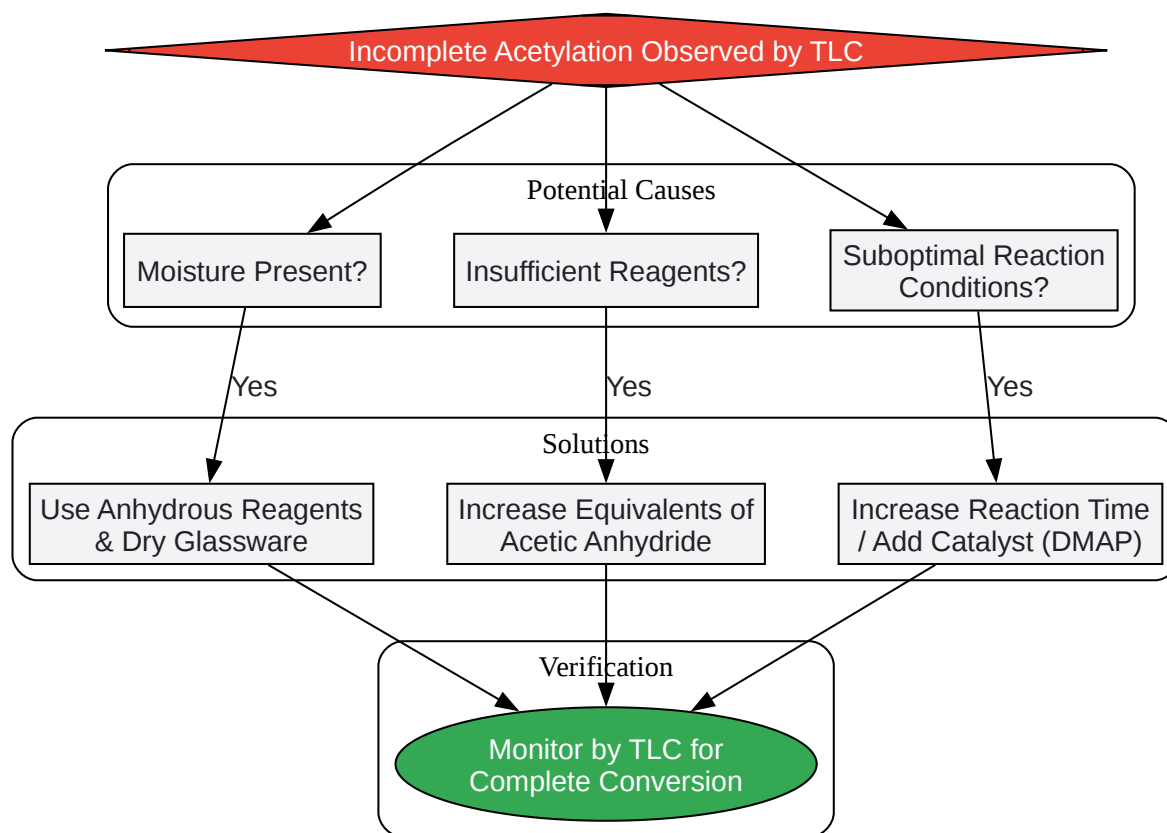 Incomplete Acetylation Observed by TLC
Potential Causes
Moisture Present?
Insufficient Reagents?
Suboptimal Reaction
Conditions?
Yes
Yes
Yes
Solutions
Use Anhydrous Reagents
& Dry Glassware
Increase Equivalents of
Acetic Anhydride
Increase Reaction Time
/ Add Catalyst (DMAP)
Verification
Monitor by TLC for
Complete Conversion